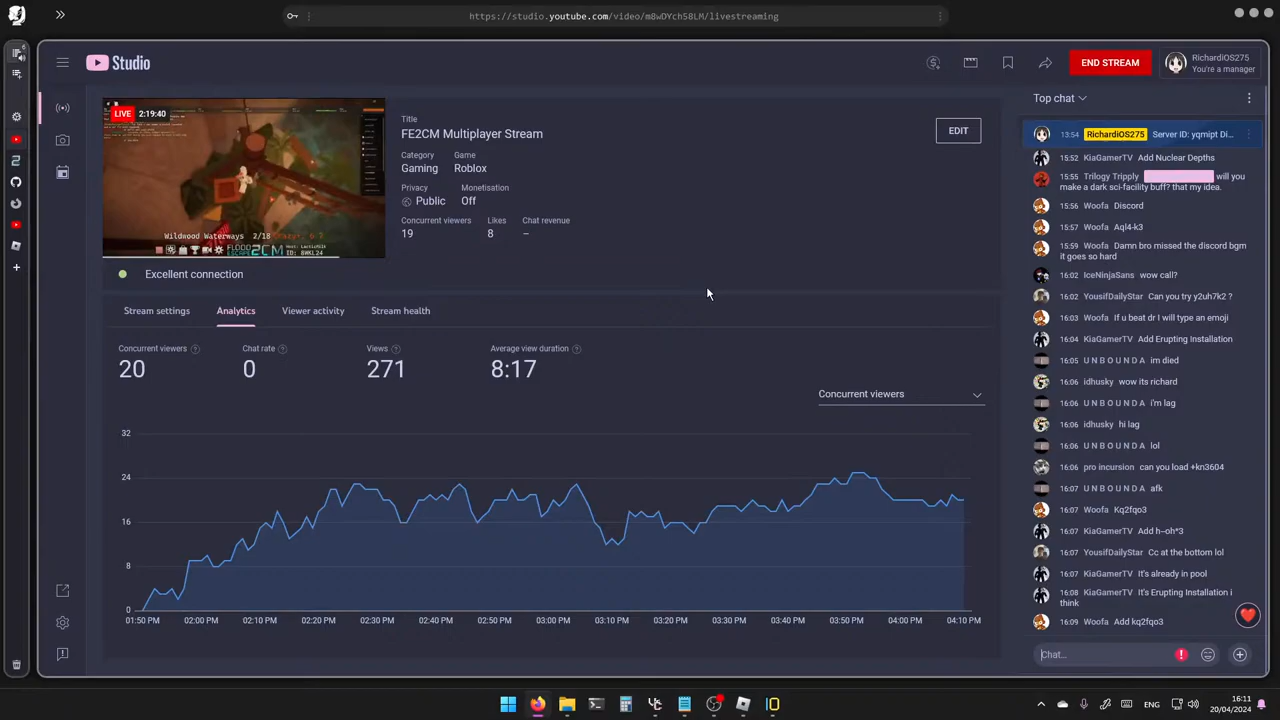 https://studio.youtube.com/video/m8wDYch58LM/livestreaming
Studio
END STREAM
RichardiOS275
You're a manager
LIVE 2:19:40
Wildwood Waterways 2/18
FLOOD ESCAPE 2CM
Title
FE2CM Multiplayer Stream
Category Game
Gaming Roblox
Privacy Monetisation
Public Off
Concurrent viewers Likes Chat revenue
19 8 –
EDIT
Excellent connection
Stream settings Analytics Viewer activity Stream health
Concurrent viewers Chat rate Views Average view duration
20 0 271 8:17
Concurrent viewers
32
24
16
8
0
01:50 PM 02:00 PM 02:10 PM 02:20 PM 02:30 PM 02:40 PM 02:50 PM 03:00 PM 03:10 PM 03:20 PM 03:30 PM 03:40 PM 03:50 PM 04:00 PM 04:10 PM
Top chat
13:54 RichardiOS275 Server ID: yqmipt Di...
15:52 KiaGamerTV Add Nuclear Depths
15:55 Trilogy Tripply will you
make a dark sci-facility buff? that my idea.
15:56 Woofa Discord
15:57 Woofa Aql4-k3
15:59 Woofa Damn bro missed the discord bgm
it goes so hard
16:02 IceNinjaSans wow call?
16:02 YousifDailyStar Can you try y2uh7k2 ?
16:03 Woofa If u beat dr I will type an emoji
16:04 KiaGamerTV Add Erupting Installation
16:05 U N B O U N D A im died
16:06 idhusky wow its richard
16:06 U N B O U N D A i'm lag
16:06 idhusky hi lag
16:06 U N B O U N D A lol
16:06 pro incursion can you load +kn3604
16:07 U N B O U N D A afk
16:07 Woofa Kq2fqo3
16:07 KiaGamerTV Add h--oh*3
16:07 YousifDailyStar Cc at the bottom lol
16:07 KiaGamerTV It's already in pool
16:08 KiaGamerTV It's Erupting Installation i
think
16:09 Woofa Add kq2fqo3
Chat...
ENG
16:11
20/04/2024